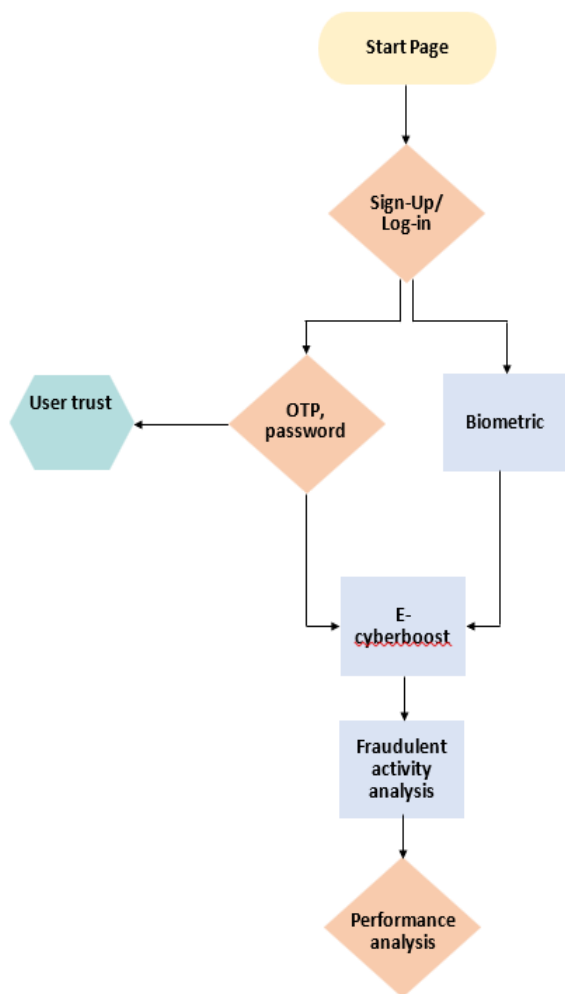 Start Page
Sign-Up/
Log-in
User trust
OTP,
password
Biometric
E-
cyberboost
Fraudulent
activity
analysis
Performance
analysis